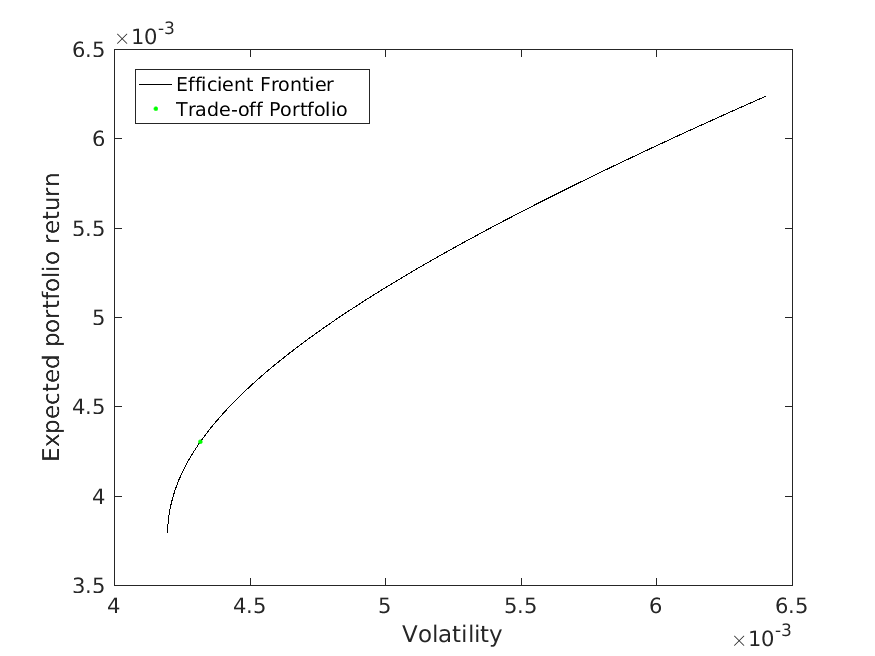 ×10⁻³
6.5
6
5.5
5
4.5
4
3.5
Expected portfolio return
Efficient Frontier
Trade-off Portfolio
4 4.5 5 5.5 6 6.5
Volatility
×10⁻³